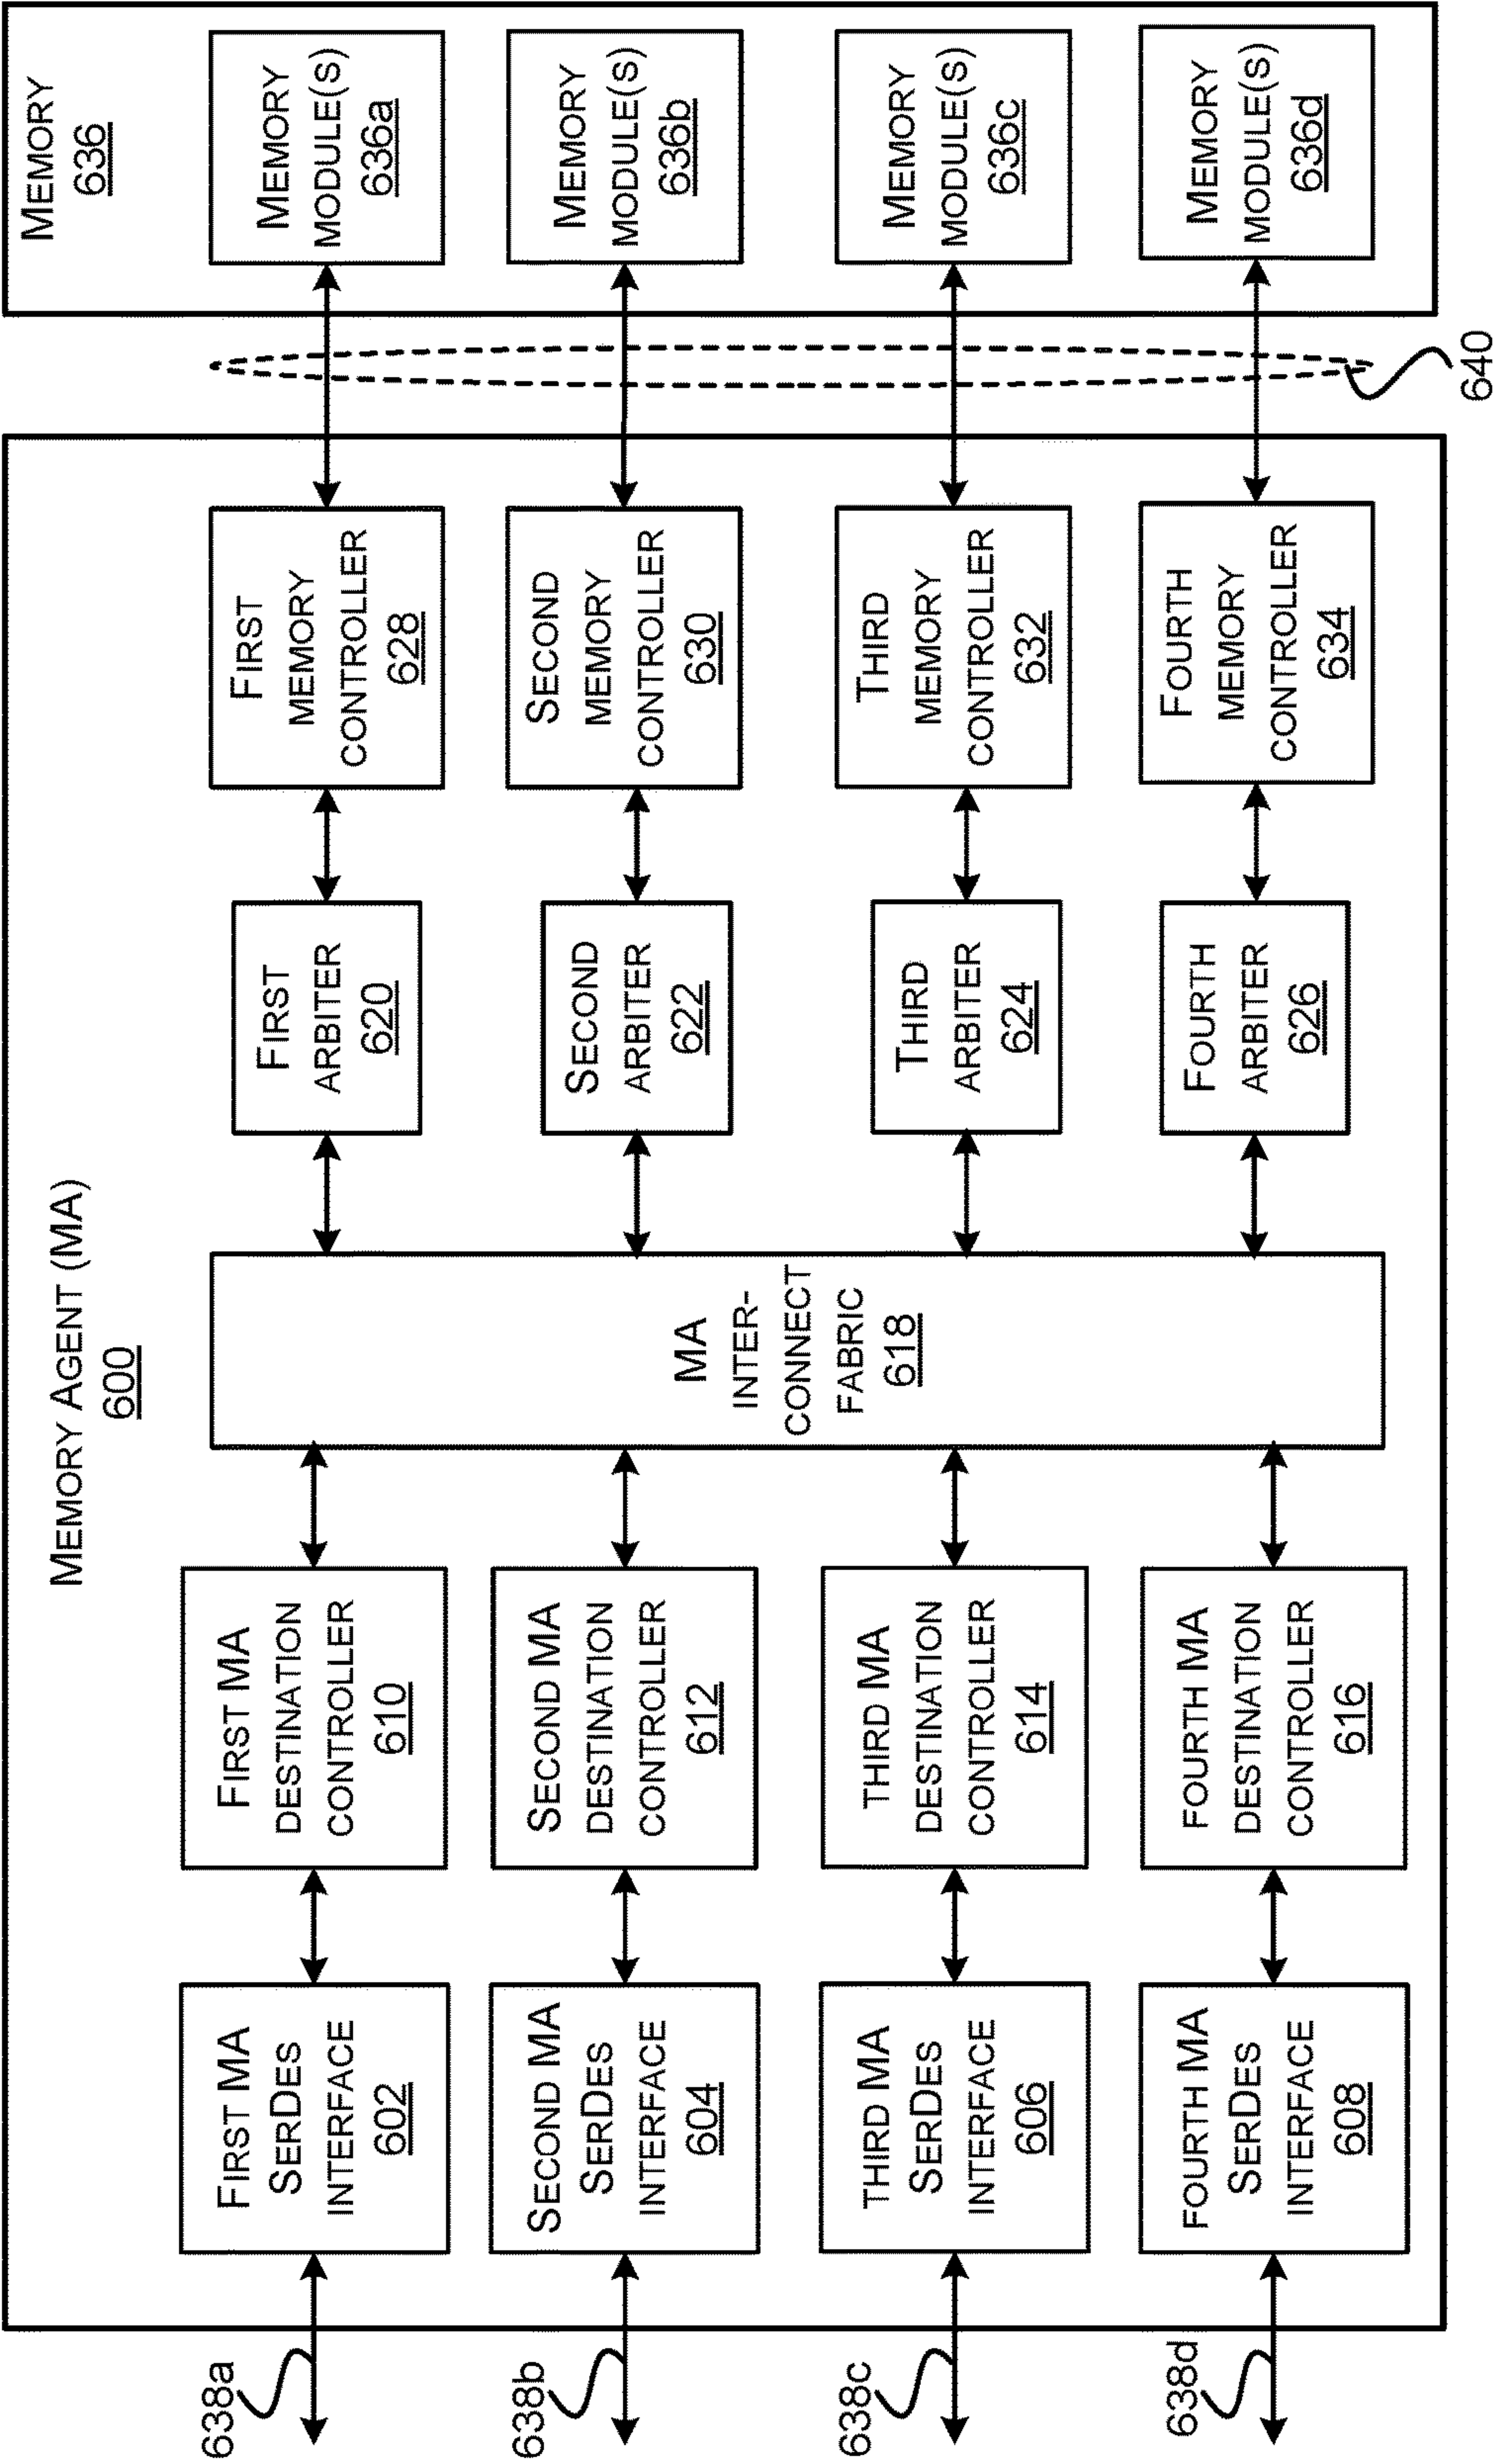 MEMORY AGENT (MA)
600
MEMORY
636
638a
FIRST MA
SERDES
INTERFACE
602
FIRST MA
DESTINATION
CONTROLLER
610
FIRST
ARBITER
620
FIRST
MEMORY
CONTROLLER
628
MEMORY
MODULE(S)
636a
638b
SECOND MA
SERDES
INTERFACE
604
SECOND MA
DESTINATION
CONTROLLER
612
MA
INTER-
CONNECT
FABRIC
618
SECOND
ARBITER
622
SECOND
MEMORY
CONTROLLER
630
MEMORY
MODULE(S)
636b
638c
THIRD MA
SERDES
INTERFACE
606
THIRD MA
DESTINATION
CONTROLLER
614
THIRD
ARBITER
624
THIRD
MEMORY
CONTROLLER
632
MEMORY
MODULE(S)
636c
638d
FOURTH MA
SERDES
INTERFACE
608
FOURTH MA
DESTINATION
CONTROLLER
616
FOURTH
ARBITER
626
FOURTH
MEMORY
CONTROLLER
634
MEMORY
MODULE(S)
636d
640